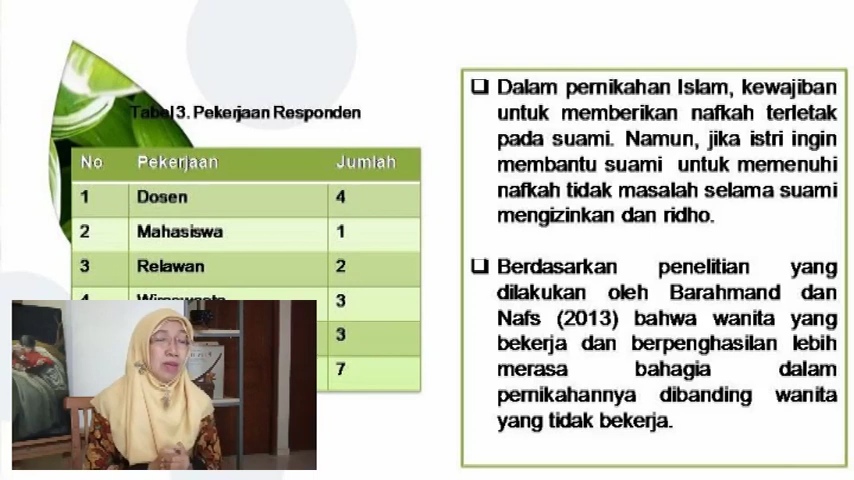 Tabel 3. Pekerjaan Responden
No Pekerjaan Jumlah
1 Dosen 4
2 Mahasiswa 1
3 Relawan 2
3
3
7
❑ Dalam pernikahan Islam, kewajiban
untuk memberikan nafkah terletak
pada suami. Namun, jika istri ingin
membantu suami untuk memenuhi
nafkah tidak masalah selama suami
mengizinkan dan ridho.
❑ Berdasarkan penelitian yang
dilakukan oleh Barahmand dan
Nafs (2013) bahwa wanita yang
bekerja dan berpenghasilan lebih
merasa bahagia dalam
pernikahannya dibanding wanita
yang tidak bekerja.